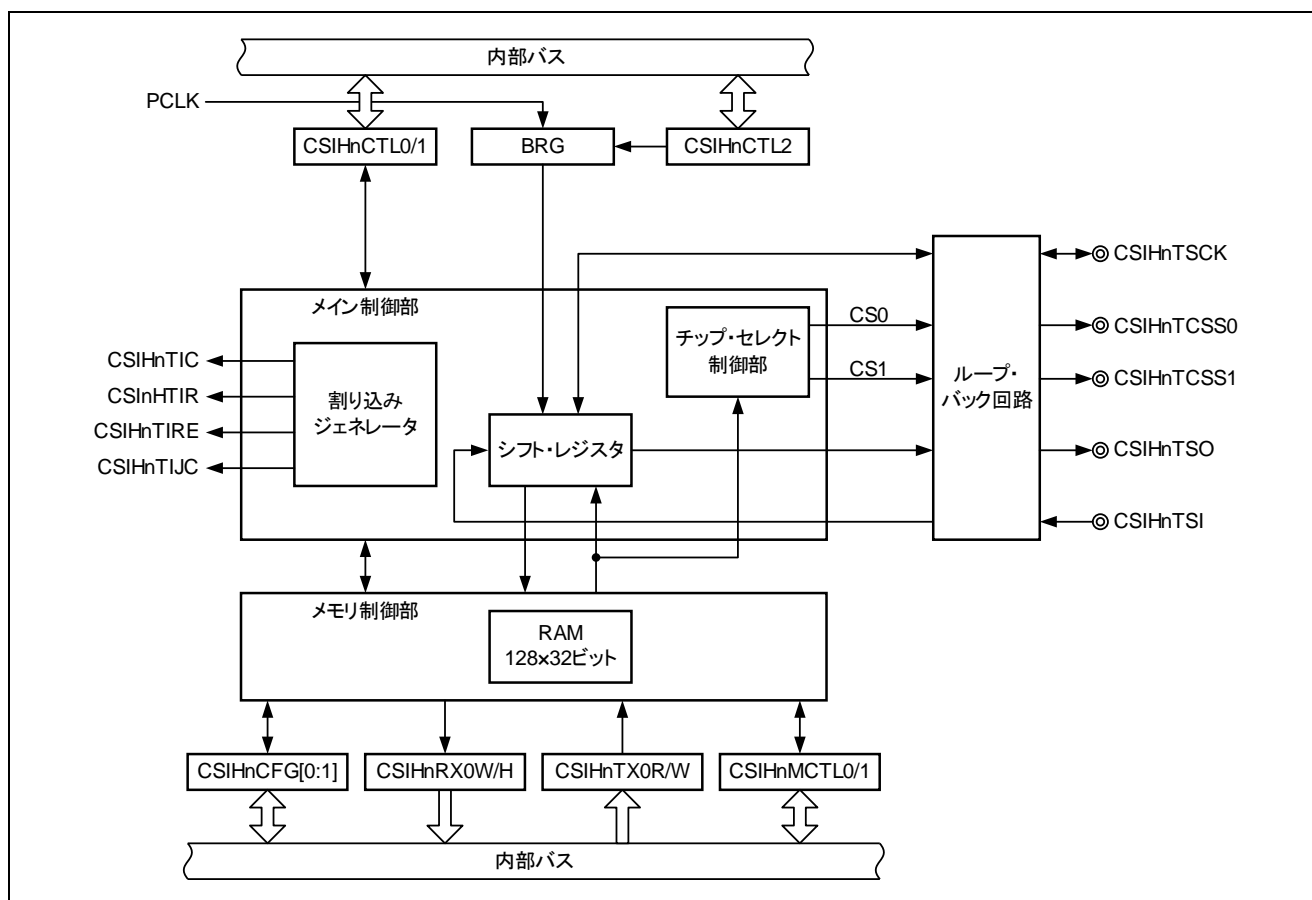 内部バス
PCLK
CSIHnCTL0/1
BRG
CSIHnCTL2
CSIHnTSCK
メイン制御部
チップ・セレクト
制御部
CS0
CSIHnTCSS0
CS1
CSIHnTCSS1
ループ・
バック回路
CSIHnTIC
CSInHTIR
CSIHnTIRE
CSIHnTIJC
割り込み
ジェネレータ
シフト・レジスタ
CSIHnTSO
CSIHnTSI
メモリ制御部
RAM
128×32ビット
CSIHnCFG[0:1]
CSIHnRX0W/H
CSIHnTX0R/W
CSIHnMCTL0/1
内部バス